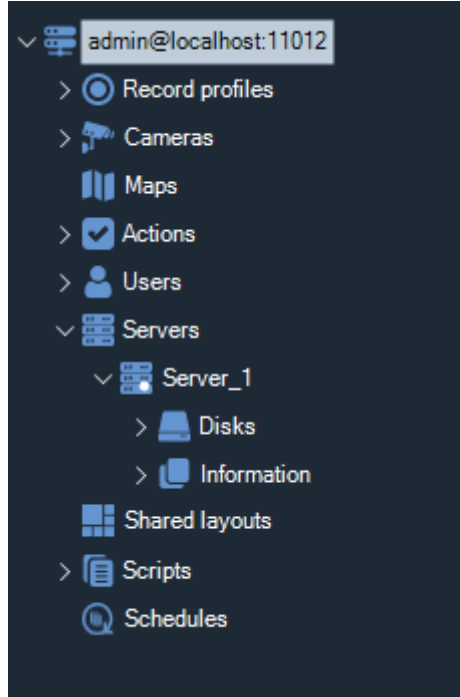 admin@localhost:11012
Record profiles
Cameras
Maps
Actions
Users
Servers
Server_1
Disks
Information
Shared layouts
Scripts
Schedules